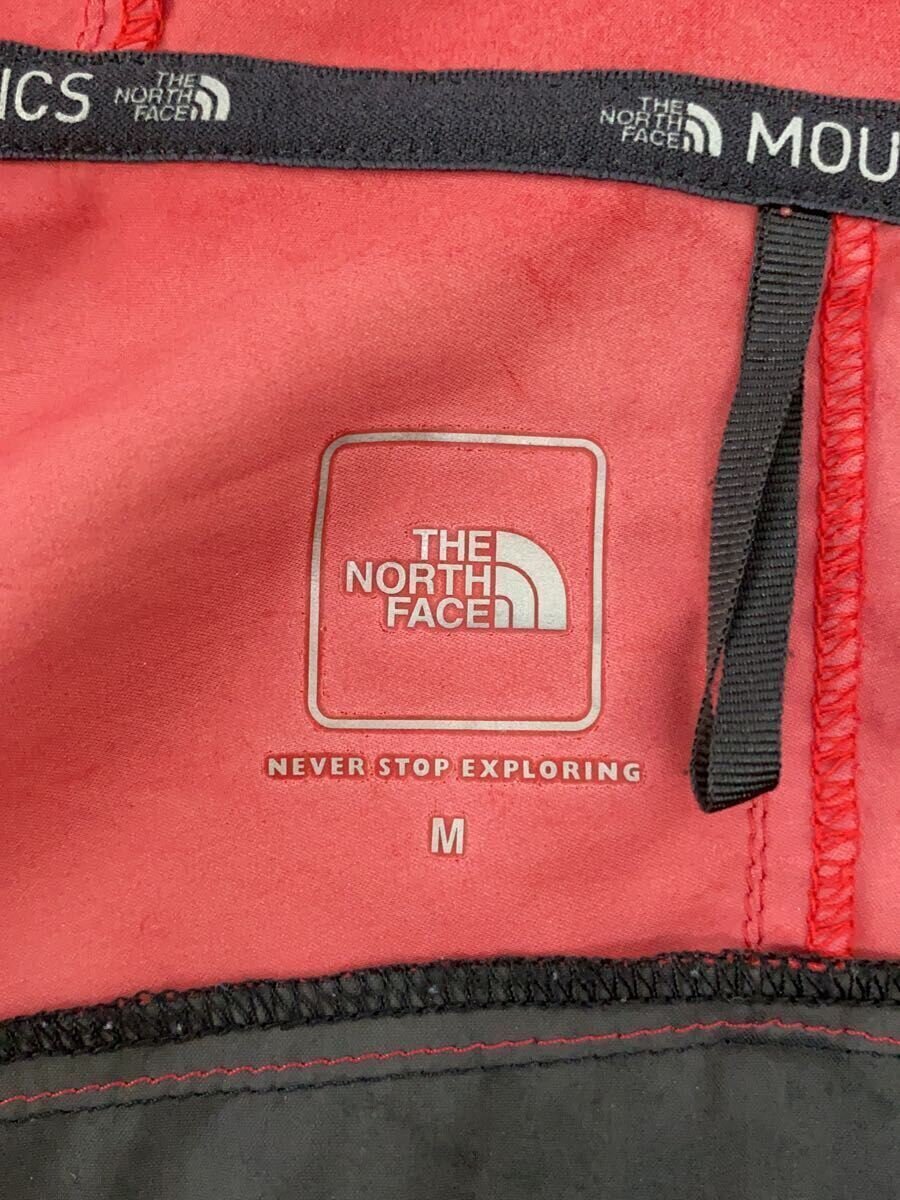 ICS THE NORTH FACE
THE NORTH FACE MOU
THE
NORTH
FACE
NEVER STOP EXPLORING
M